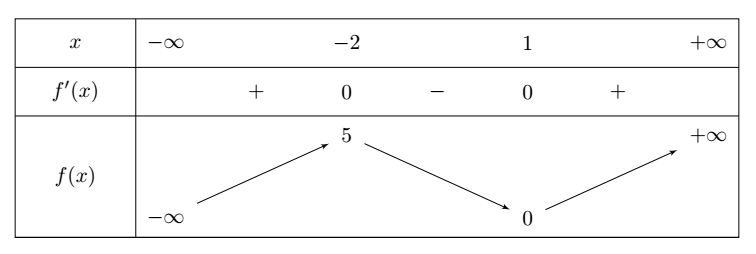 x −∞ −2 1 +∞
f′(x) + 0 − 0 +
5 +∞
f(x)
−∞ 0